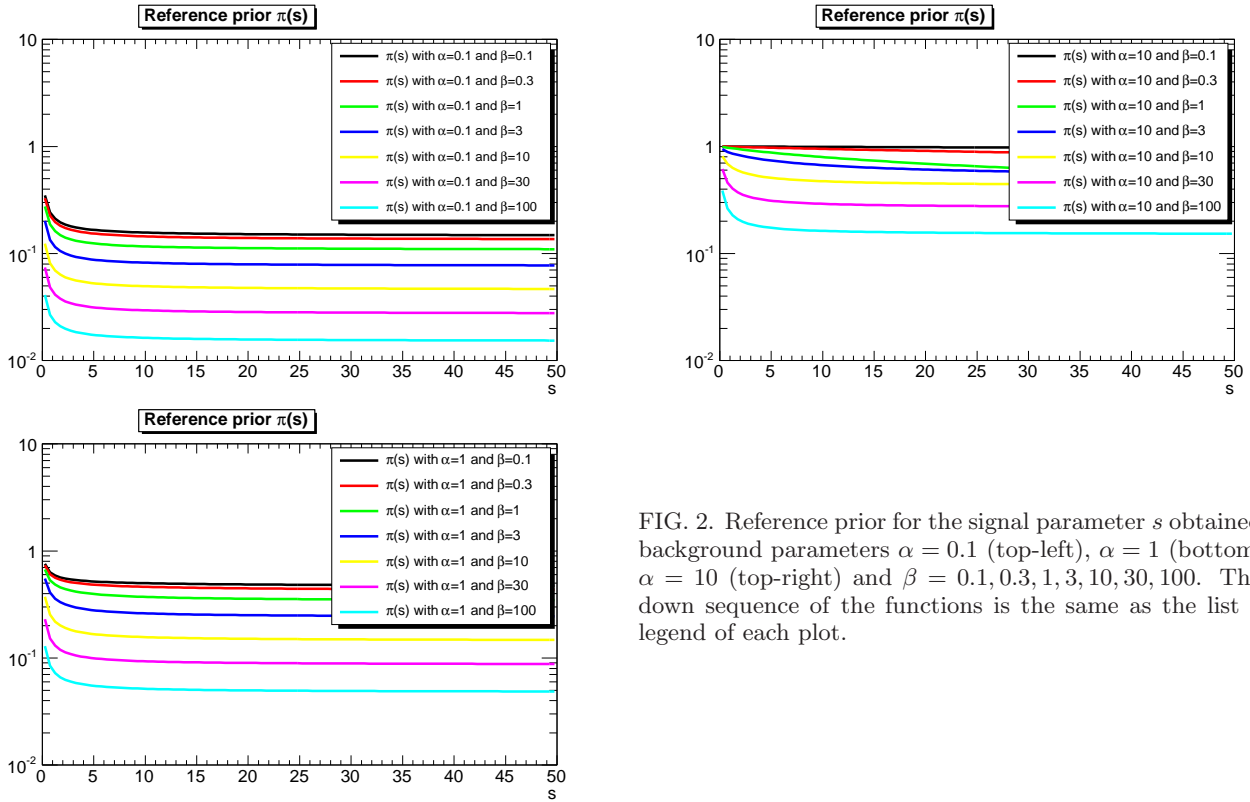 Reference prior π(s)
10
1
10-1
10-2
0 5 10 15 20 25 30 35 40 45 50
s
π(s) with α=0.1 and β=0.1
π(s) with α=0.1 and β=0.3
π(s) with α=0.1 and β=1
π(s) with α=0.1 and β=3
π(s) with α=0.1 and β=10
π(s) with α=0.1 and β=30
π(s) with α=0.1 and β=100
Reference prior π(s)
10
1
10-1
10-2
0 5 10 15 20 25 30 35 40 45 50
s
π(s) with α=10 and β=0.1
π(s) with α=10 and β=0.3
π(s) with α=10 and β=1
π(s) with α=10 and β=3
π(s) with α=10 and β=10
π(s) with α=10 and β=30
π(s) with α=10 and β=100
Reference prior π(s)
10
1
10-1
10-2
0 5 10 15 20 25 30 35 40 45 50
s
π(s) with α=1 and β=0.1
π(s) with α=1 and β=0.3
π(s) with α=1 and β=1
π(s) with α=1 and β=3
π(s) with α=1 and β=10
π(s) with α=1 and β=30
π(s) with α=1 and β=100
FIG. 2. Reference prior for the signal parameter s obtained
background parameters α = 0.1 (top-left), α = 1 (bottom
α = 10 (top-right) and β = 0.1, 0.3, 1, 3, 10, 30, 100. Th
down sequence of the functions is the same as the list
legend of each plot.